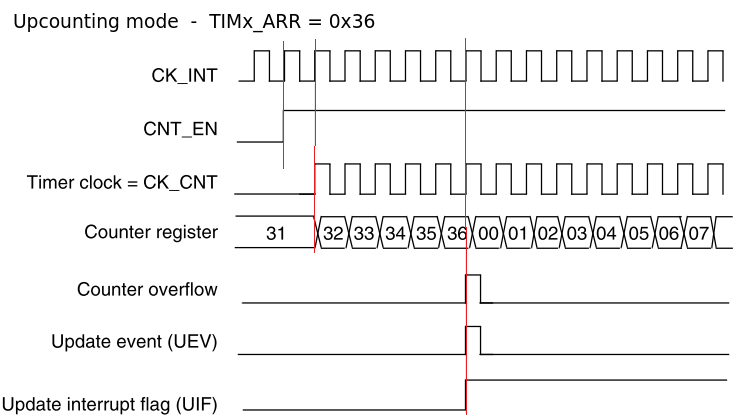 Upcounting mode - TIMx_ARR = 0x36
CK_INT
CNT_EN
Timer clock = CK_CNT
Counter register 31 32 33 34 35 36 00 01 02 03 04 05 06 07
Counter overflow
Update event (UEV)
Update interrupt flag (UIF)